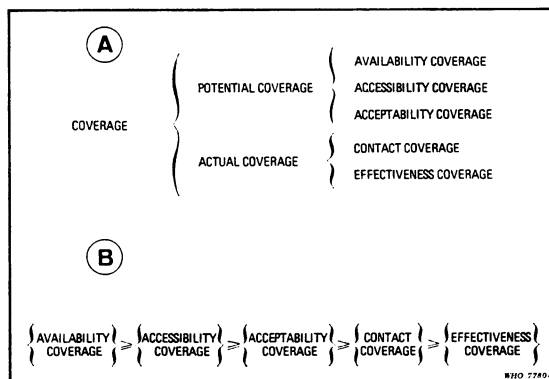 A
AVAILABILITY COVERAGE
POTENTIAL COVERAGE
ACCESSIBILITY COVERAGE
ACCEPTABILITY COVERAGE
COVERAGE
CONTACT COVERAGE
ACTUAL COVERAGE
EFFECTIVENESS COVERAGE
B
{AVAILABILITY COVERAGE} ⩾ {ACCESSIBILITY COVERAGE} ⩾ {ACCEPTABILITY COVERAGE} ⩾ {CONTACT COVERAGE} ⩾ {EFFECTIVENESS COVERAGE}
WHO